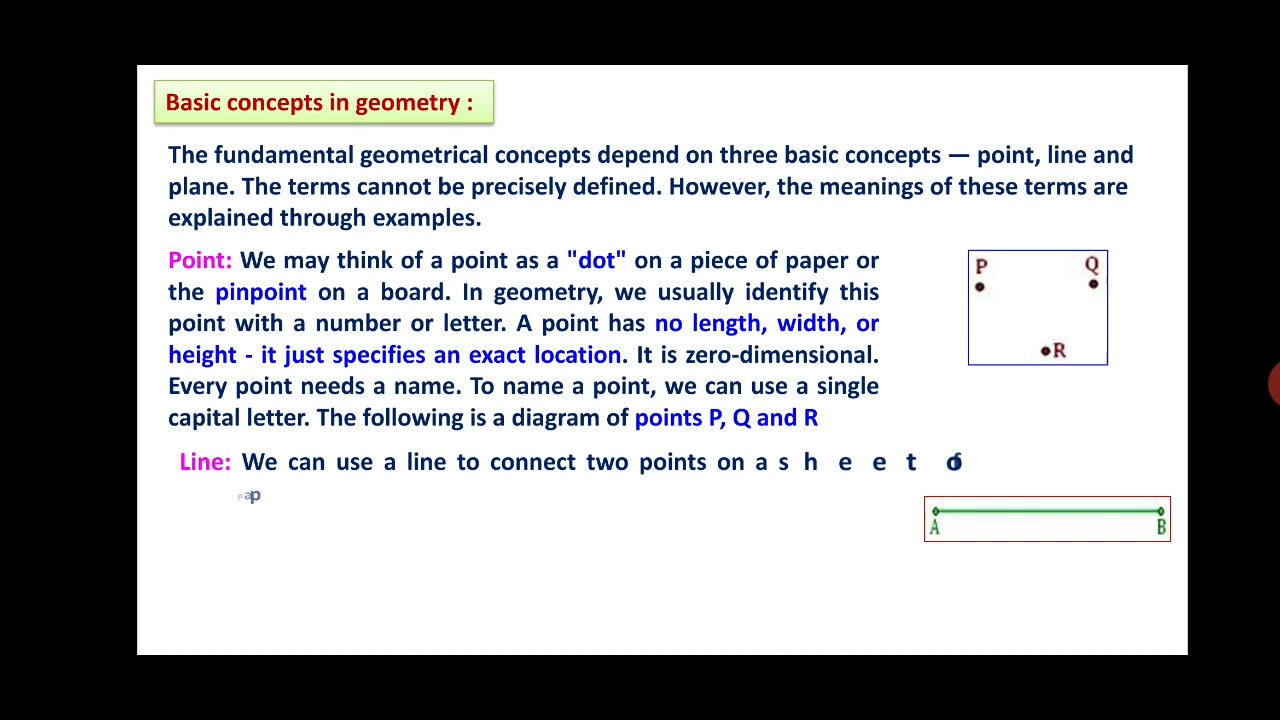 Basic concepts in geometry :
The fundamental geometrical concepts depend on three basic concepts — point, line and
plane. The terms cannot be precisely defined. However, the meanings of these terms are
explained through examples.
Point: We may think of a point as a "dot" on a piece of paper or
the pinpoint on a board. In geometry, we usually identify this
point with a number or letter. A point has no length, width, or
height - it just specifies an exact location. It is zero-dimensional.
Every point needs a name. To name a point, we can use a single
capital letter. The following is a diagram of points P, Q and R
P Q
R
Line: We can use a line to connect two points on a sheet of
pap
A B